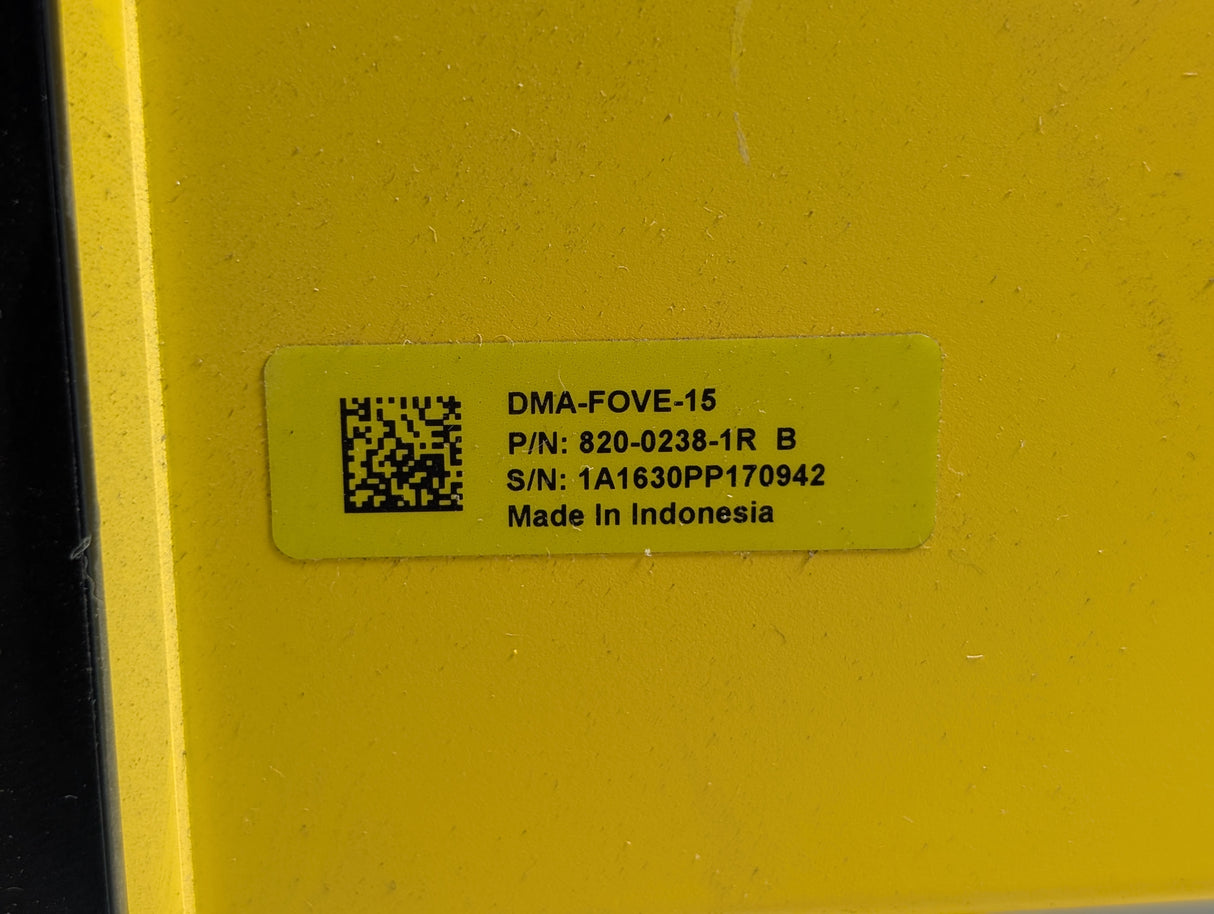 DMA-FOVE-15
P/N: 820-0238-1R B
S/N: 1A1630PP170942
Made In Indonesia